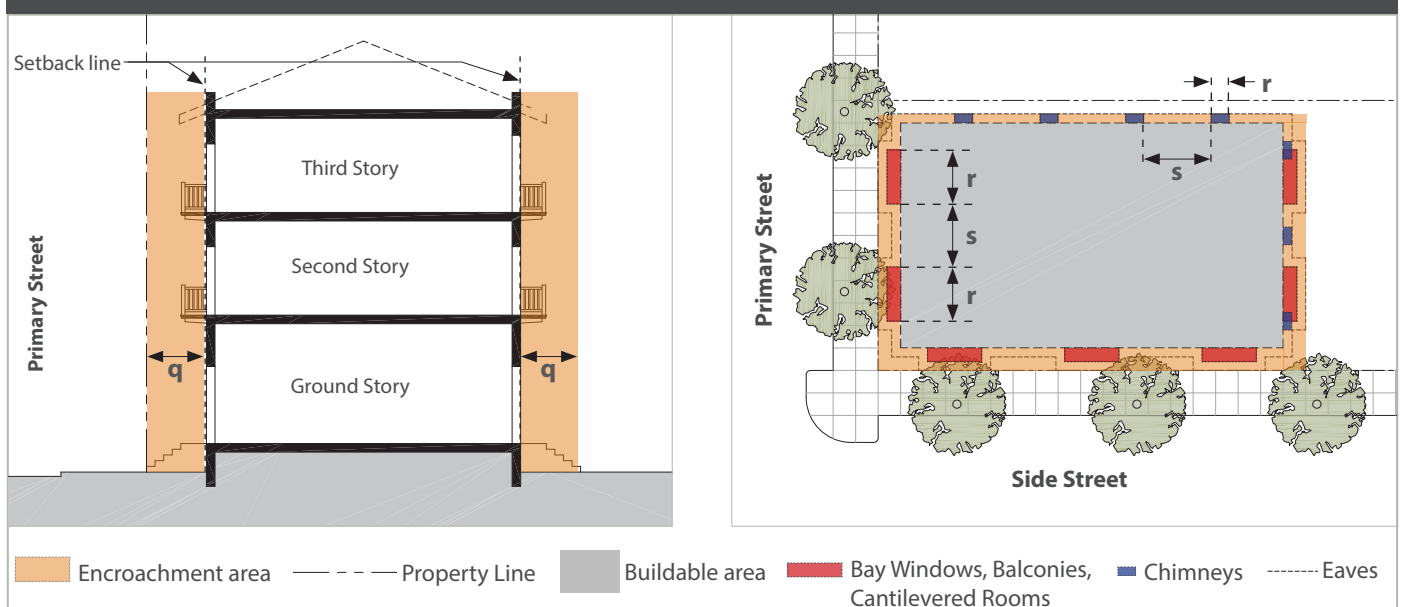 Setback line
Third Story
Second Story
Ground Story
Primary Street
q
q
r
s
r
s
r
Primary Street
Side Street
Encroachment area
Property Line
Buildable area
Bay Windows, Balconies,
Cantilevered Rooms
Chimneys
Eaves